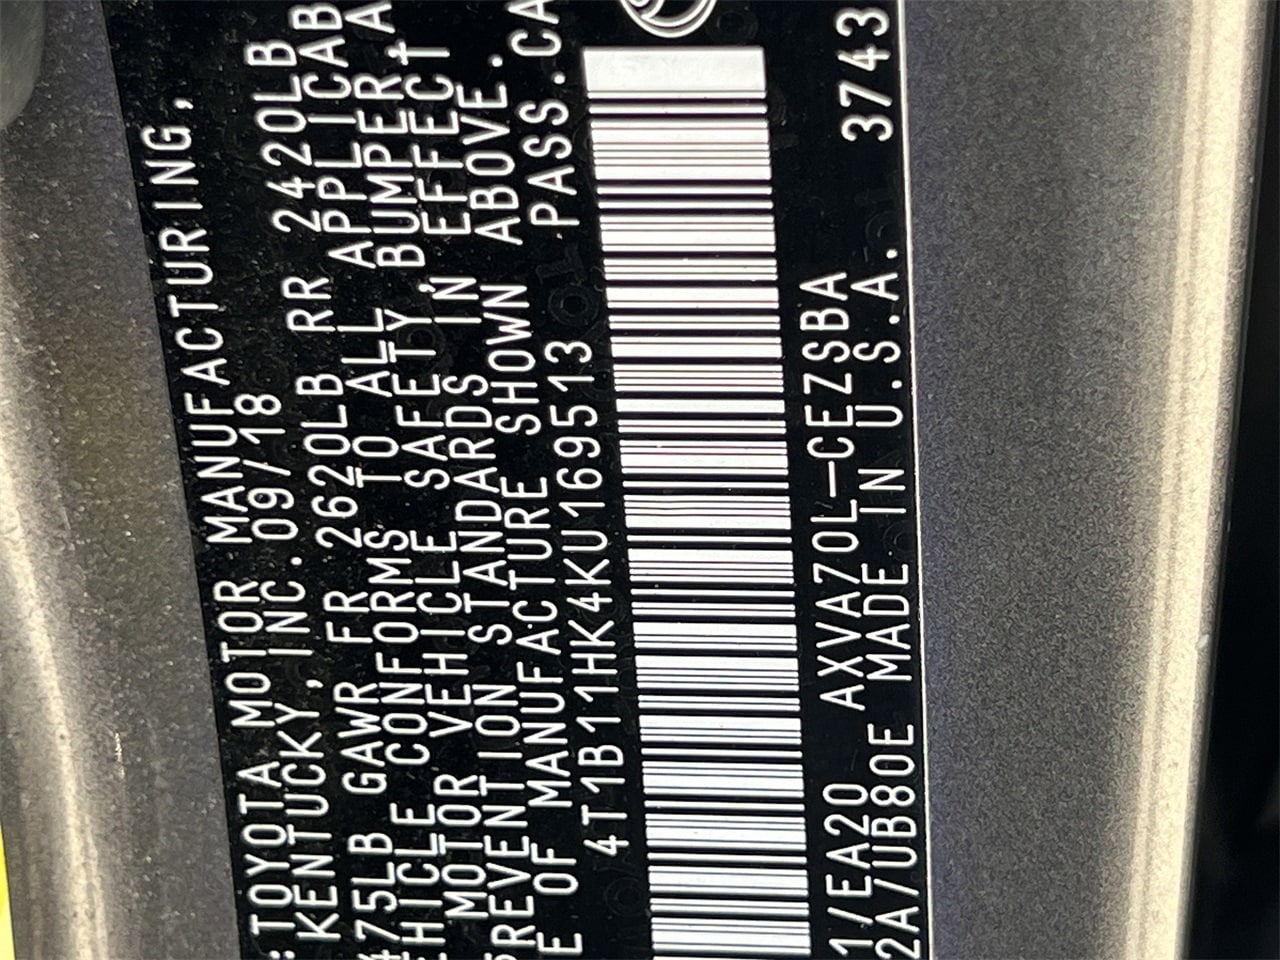 :TOYOTA MOTOR MANUFACTURING,
KENTUCKY,INC. 09/18
475LB GAWR FR 2620LB RR 2420LB
EHICLE CONFORMS TO ALL APPLICAB
MOTOR VEHICLE SAFETY,BUMPER,A
REVENTION STANDARDS IN EFFECT
E OF MANUFACTURE SHOWN ABOVE.
4T1B11HK4KU169513 PASS.CA
1/EA20 AXVA70L-CEZSBA 3743
2A/UB80E MADE IN U.S.A.